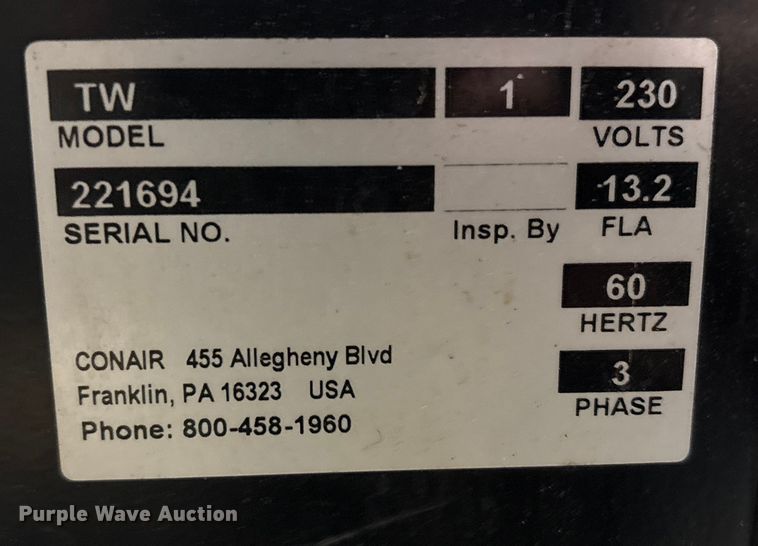 TW 1 230
MODEL VOLTS
221694 13.2
SERIAL NO. Insp. By FLA
60
HERTZ
CONAIR 455 Allegheny Blvd
3
Franklin, PA 16323 USA
PHASE
Phone: 800-458-1960
Purple Wave Auction